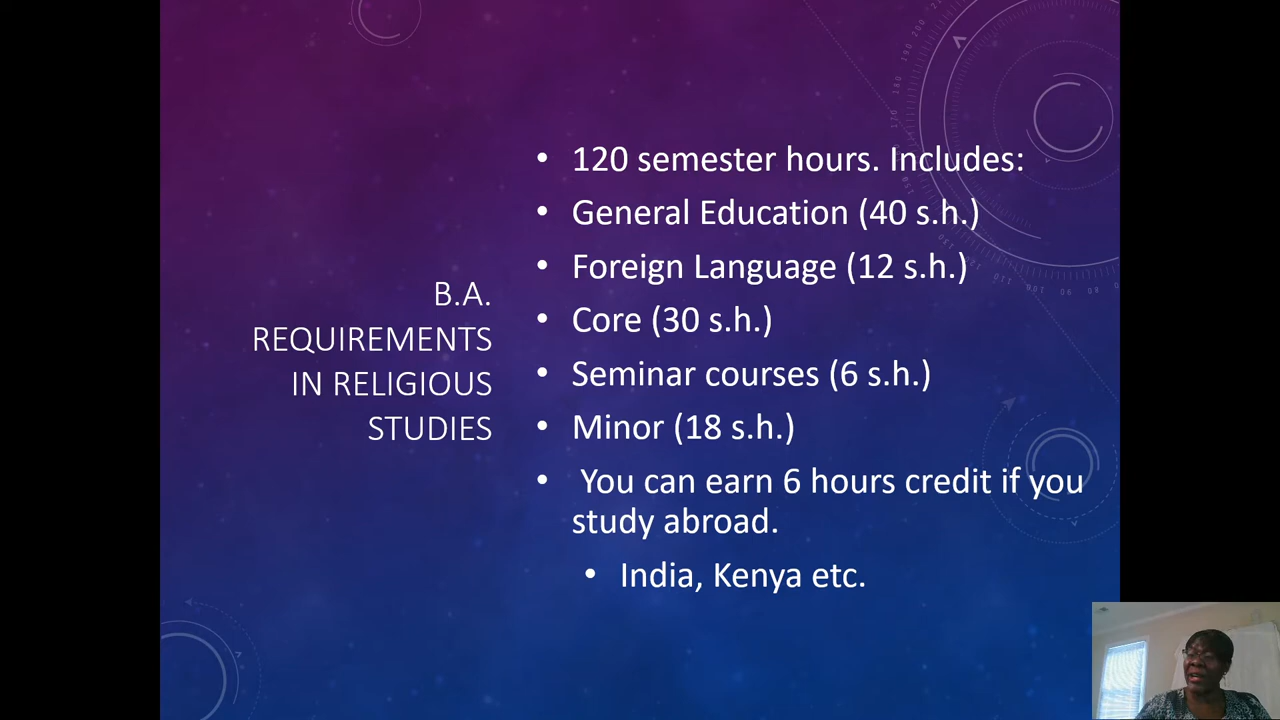 B.A.
REQUIREMENTS
IN RELIGIOUS
STUDIES
• 120 semester hours. Includes:
• General Education (40 s.h.)
• Foreign Language (12 s.h.)
• Core (30 s.h.)
• Seminar courses (6 s.h.)
• Minor (18 s.h.)
• You can earn 6 hours credit if you
study abroad.
• India, Kenya etc.